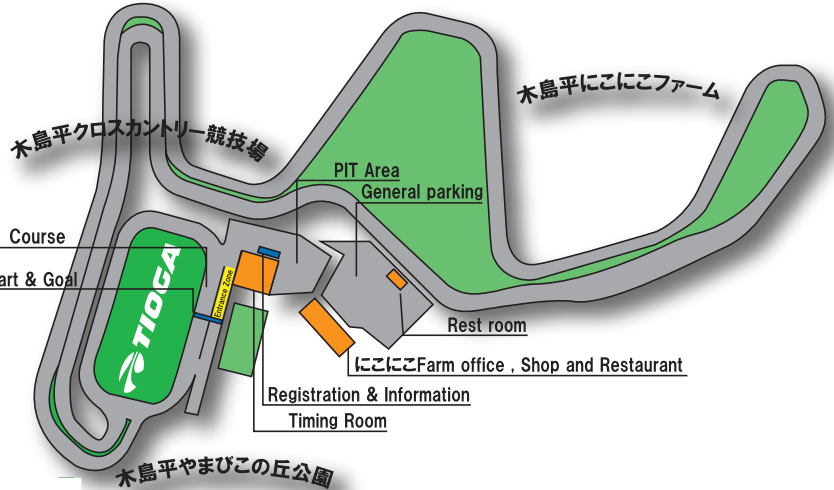 木島平にこにこファーム
木島平クロスカントリー競技場
PIT Area
General parking
Course
art & Goal
TIOGA
Entrance Zone
Rest room
にこにこFarm office , Shop and Restaurant
Registration & Information
Timing Room
木島平やまびこの丘公園